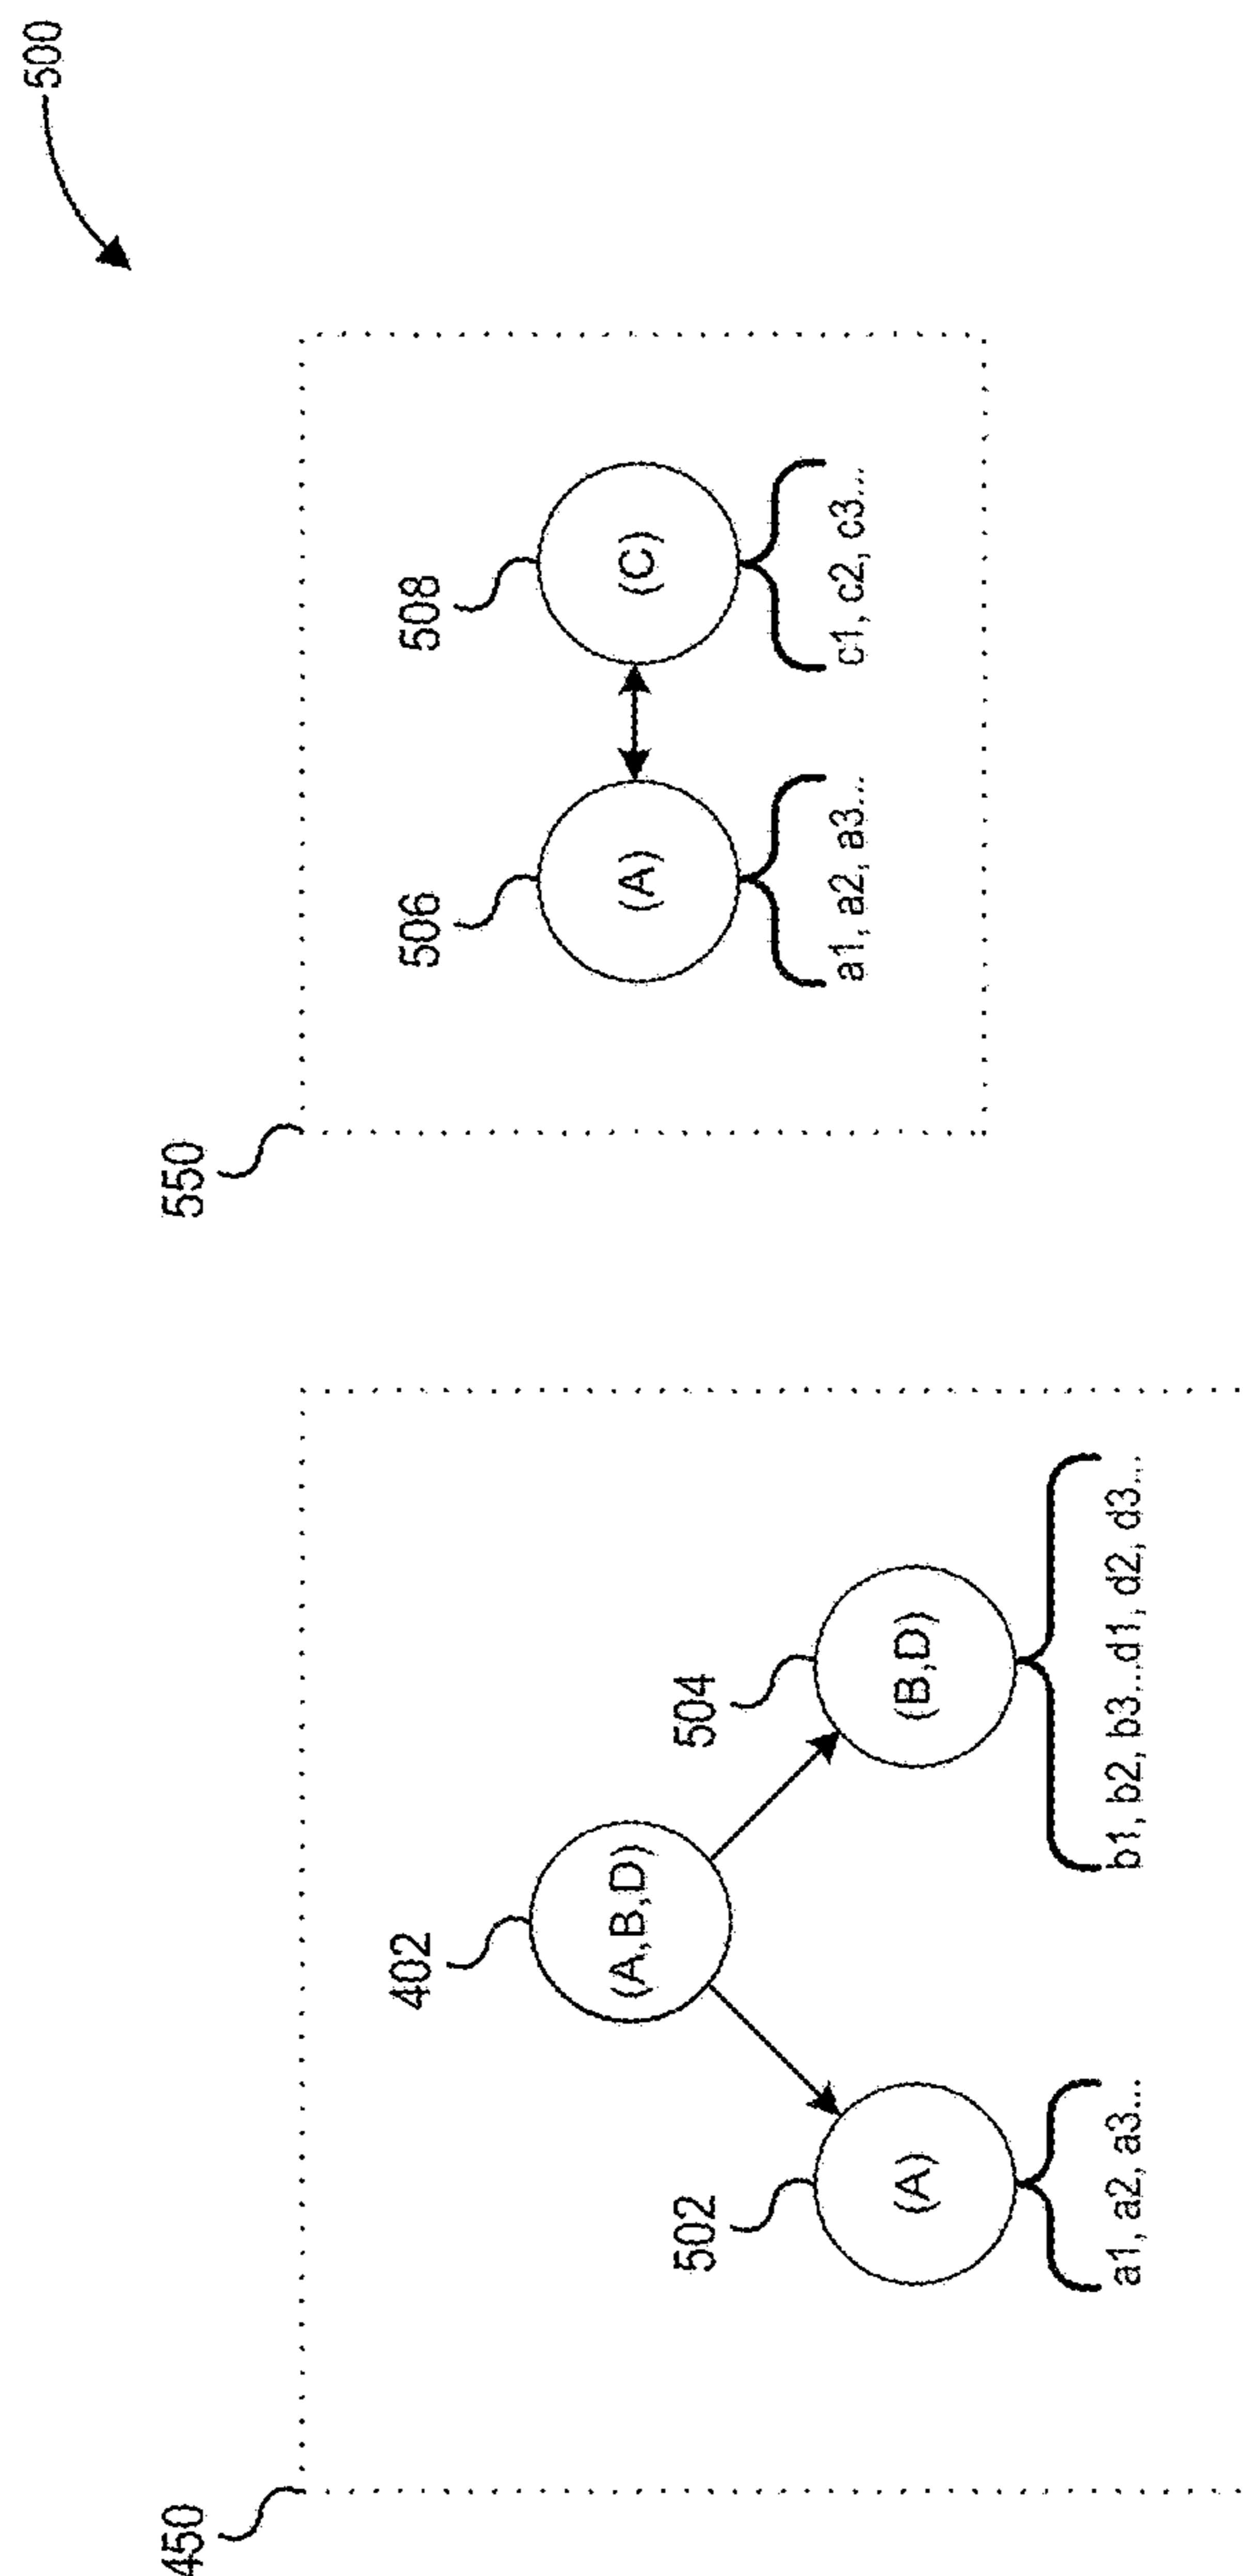 500
450
550
402
506
508
(A,B,D)
(A)
(C)
502
504
a1, a2, a3...
c1, c2, c3...
(A)
(B,D)
a1, a2, a3...
b1, b2, b3...d1, d2, d3...